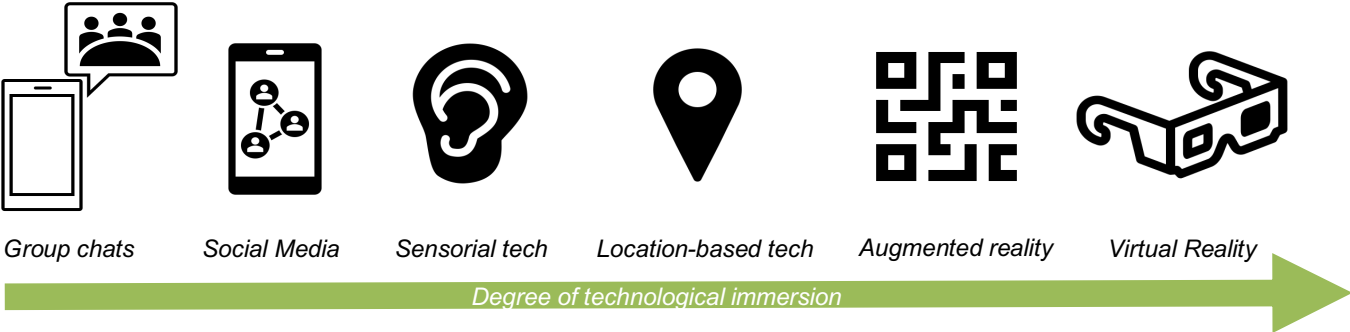 Group chats
Social Media
Sensorial tech
Location-based tech
Augmented reality
Virtual Reality
Degree of technological immersion